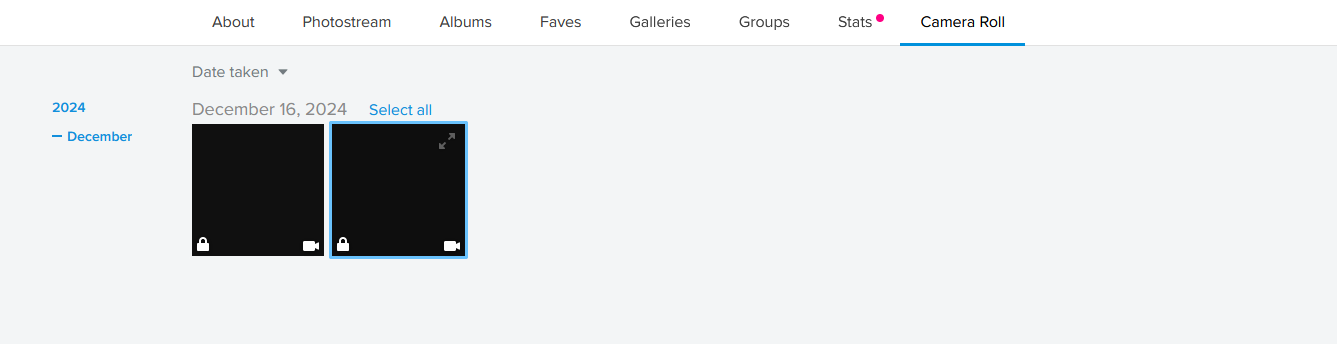 About Photostream Albums Faves Galleries Groups Stats Camera Roll
Date taken
2024
December
December 16, 2024 Select all